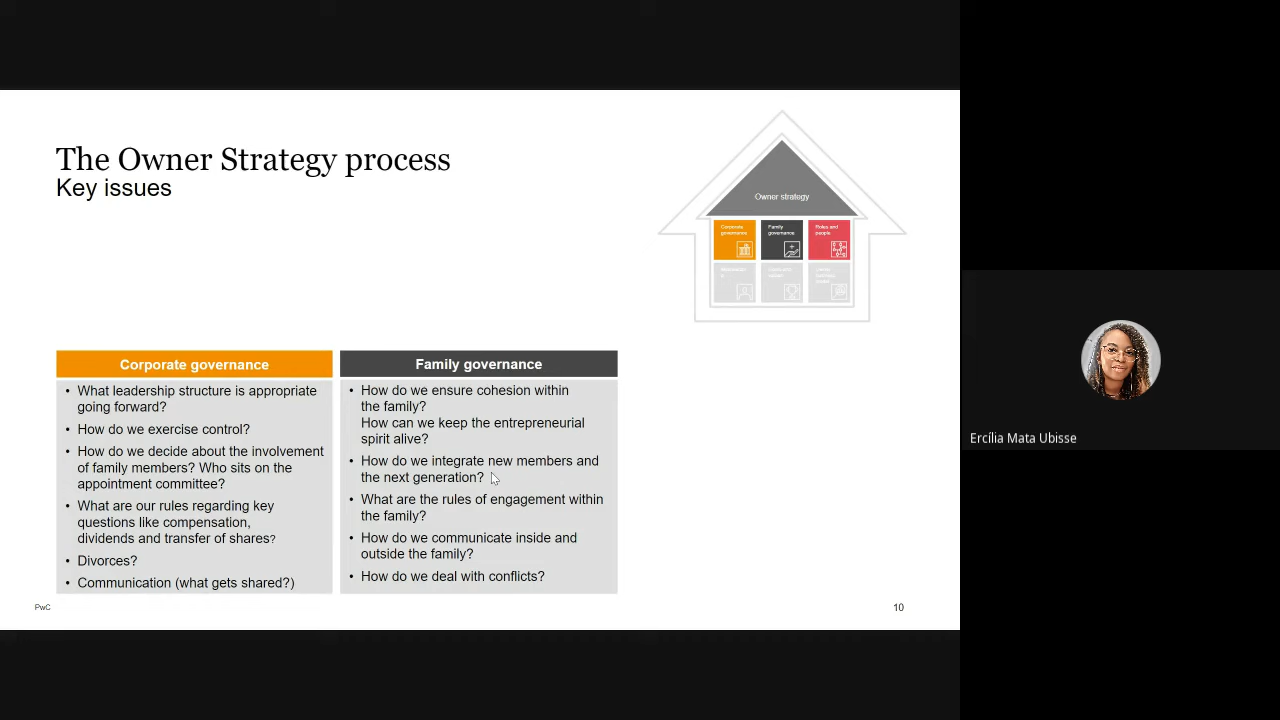 The Owner Strategy process
Key issues
Owner strategy
Corporate
governance
Family
governance
Roles and
people
Corporate governance
• What leadership structure is appropriate
going forward?
• How do we exercise control?
• How do we decide about the involvement
of family members? Who sits on the
appointment committee?
• What are our rules regarding key
questions like compensation,
dividends and transfer of shares?
• Divorces?
• Communication (what gets shared?)
Family governance
• How do we ensure cohesion within
the family?
How can we keep the entrepreneurial
spirit alive?
• How do we integrate new members and
the next generation?
• What are the rules of engagement within
the family?
• How do we communicate inside and
outside the family?
• How do we deal with conflicts?
PwC
10
Ercília Mata Ubisse